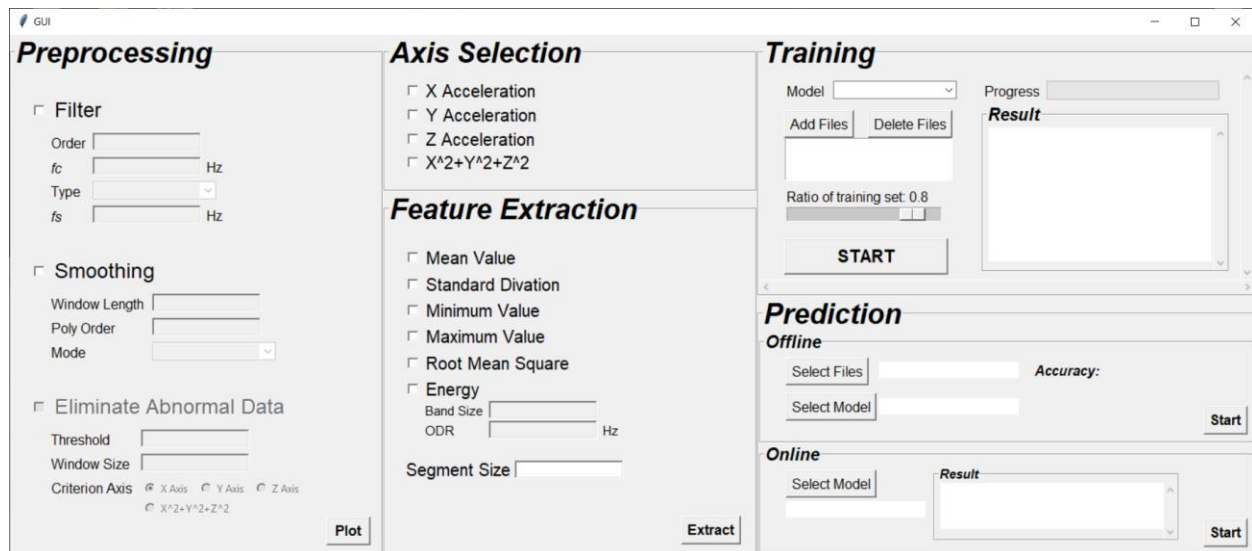 GUI
Preprocessing
Filter
Order
fc Hz
Type
fs Hz
Smoothing
Window Length
Poly Order
Mode
Eliminate Abnormal Data
Threshold
Window Size
Criterion Axis X Axis Y Axis Z Axis
X^2+Y^2+Z^2
Plot
Axis Selection
X Acceleration
Y Acceleration
Z Acceleration
X^2+Y^2+Z^2
Feature Extraction
Mean Value
Standard Divation
Minimum Value
Maximum Value
Root Mean Square
Energy
Band Size
ODR Hz
Segment Size
Extract
Training
Model Progress
Add Files Delete Files Result
Ratio of training set: 0.8
START
Prediction
Offline
Select Files Accuracy:
Select Model
Start
Online
Select Model Result
Start